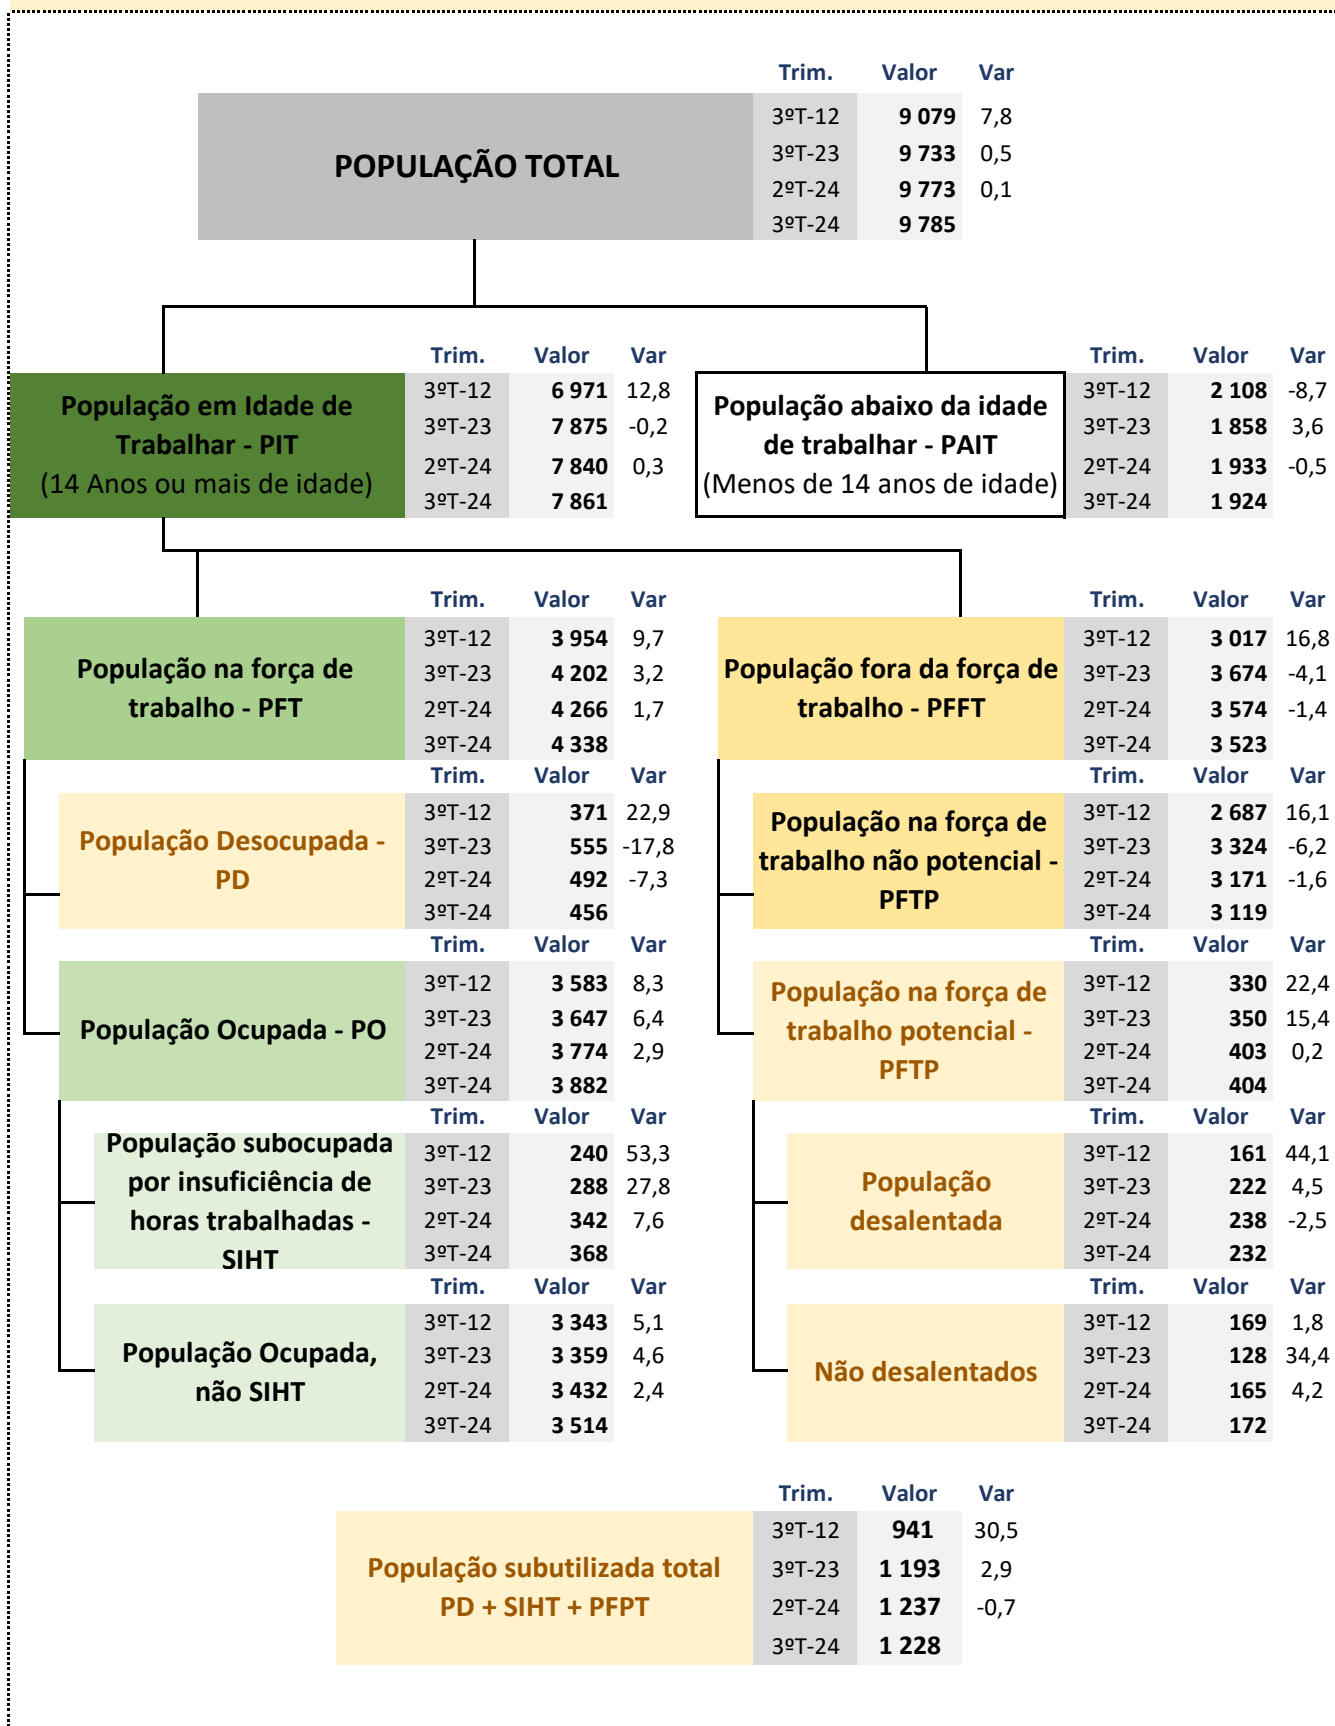 Trim. Valor Var
POPULAÇÃO TOTAL
3ºT-12 9 079 7,8
3ºT-23 9 733 0,5
2ºT-24 9 773 0,1
3ºT-24 9 785
Trim. Valor Var
População em Idade de
Trabalhar - PIT
(14 Anos ou mais de idade)
3ºT-12 6 971 12,8
3ºT-23 7 875 -0,2
2ºT-24 7 840 0,3
3ºT-24 7 861
Trim. Valor Var
População abaixo da idade
de trabalhar - PAIT
(Menos de 14 anos de idade)
3ºT-12 2 108 -8,7
3ºT-23 1 858 3,6
2ºT-24 1 933 -0,5
3ºT-24 1 924
Trim. Valor Var
População na força de
trabalho - PFT
3ºT-12 3 954 9,7
3ºT-23 4 202 3,2
2ºT-24 4 266 1,7
3ºT-24 4 338
Trim. Valor Var
População Desocupada -
PD
3ºT-12 371 22,9
3ºT-23 555 -17,8
2ºT-24 492 -7,3
3ºT-24 456
Trim. Valor Var
População Ocupada - PO
3ºT-12 3 583 8,3
3ºT-23 3 647 6,4
2ºT-24 3 774 2,9
3ºT-24 3 882
Trim. Valor Var
População subocupada
por insuficiência de
horas trabalhadas -
SIHT
3ºT-12 240 53,3
3ºT-23 288 27,8
2ºT-24 342 7,6
3ºT-24 368
Trim. Valor Var
População Ocupada,
não SIHT
3ºT-12 3 343 5,1
3ºT-23 3 359 4,6
2ºT-24 3 432 2,4
3ºT-24 3 514
Trim. Valor Var
População fora da força de
trabalho - PFFT
3ºT-12 3 017 16,8
3ºT-23 3 674 -4,1
2ºT-24 3 574 -1,4
3ºT-24 3 523
Trim. Valor Var
População na força de
trabalho não potencial -
PFTP
3ºT-12 2 687 16,1
3ºT-23 3 324 -6,2
2ºT-24 3 171 -1,6
3ºT-24 3 119
Trim. Valor Var
População na força de
trabalho potencial -
PFTP
3ºT-12 330 22,4
3ºT-23 350 15,4
2ºT-24 403 0,2
3ºT-24 404
Trim. Valor Var
População
desalentada
3ºT-12 161 44,1
3ºT-23 222 4,5
2ºT-24 238 -2,5
3ºT-24 232
Trim. Valor Var
Não desalentados
3ºT-12 169 1,8
3ºT-23 128 34,4
2ºT-24 165 4,2
3ºT-24 172
Trim. Valor Var
População subutilizada total
PD + SIHT + PFPT
3ºT-12 941 30,5
3ºT-23 1 193 2,9
2ºT-24 1 237 -0,7
3ºT-24 1 228